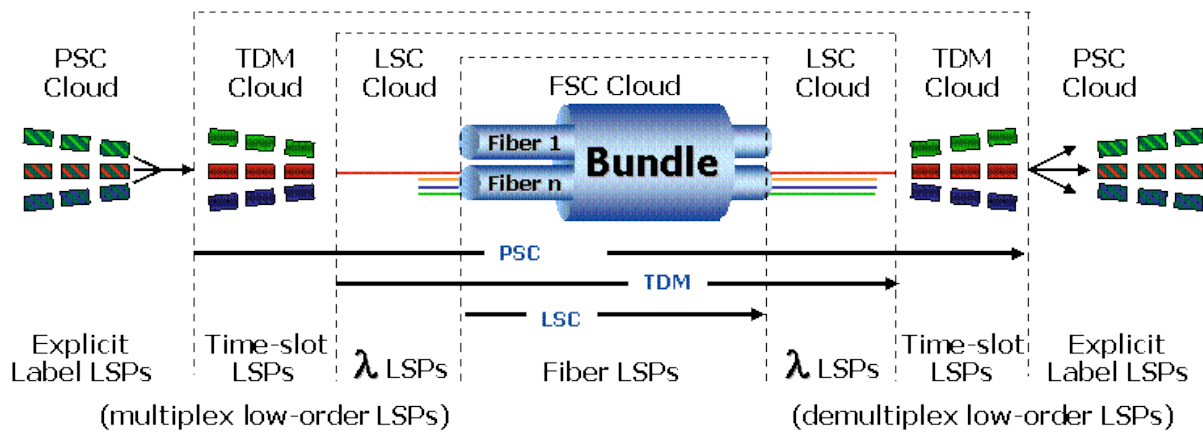 PSC
Cloud
TDM
Cloud
LSC
Cloud
FSC Cloud
LSC
Cloud
TDM
Cloud
PSC
Cloud
Fiber 1
Bundle
Fiber n
PSC
TDM
LSC
Explicit
Label LSPs
Time-slot
LSPs
λ LSPs
Fiber LSPs
λ LSPs
Time-slot
LSPs
Explicit
Label LSPs
(multiplex low-order LSPs)
(demultiplex low-order LSPs)